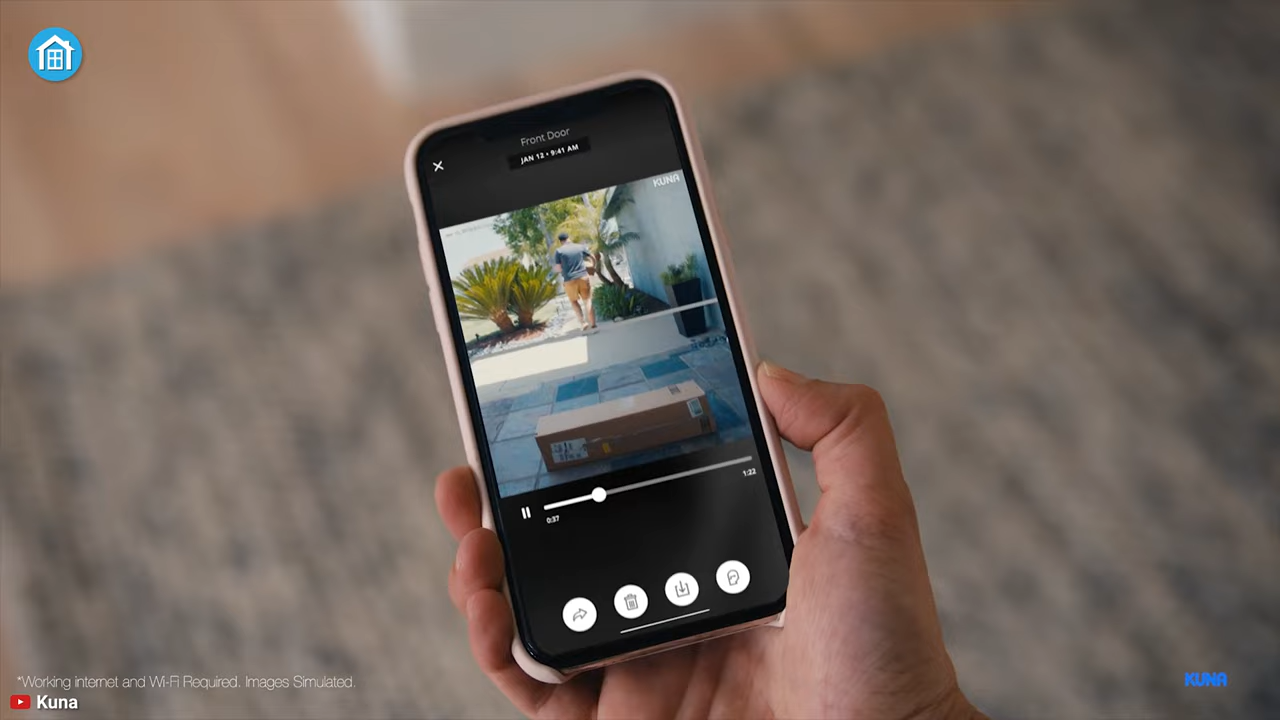 Front Door
JAN 12 • 9:41 AM
KUNA
1:22
0:37
*Working internet and Wi-Fi Required. Images Simulated.
Kuna
KUNA